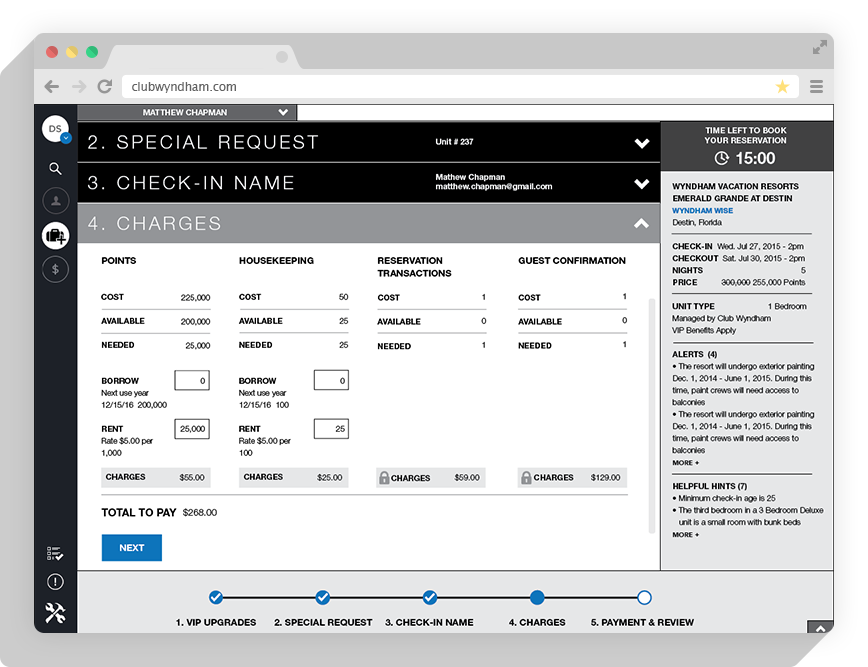 clubwyndham.com
DS
MATTHEW CHAPMAN
2. SPECIAL REQUEST
Unit # 237
3. CHECK-IN NAME
Mathew Chapman
matthew.chapman@gmail.com
4. CHARGES
POINTS
COST 225,000
AVAILABLE 200,000
NEEDED 25,000
BORROW 0
Next use year
12/15/16 200,000
RENT 25,000
Rate $5.00 per
1,000
CHARGES $55.00
HOUSEKEEPING
COST 50
AVAILABLE 25
NEEDED 25
BORROW 0
Next use year
12/15/16 100
RENT 25
Rate $5.00 per
100
CHARGES $25.00
RESERVATION
TRANSACTIONS
COST 1
AVAILABLE 0
NEEDED 1
CHARGES $59.00
GUEST CONFIRMATION
COST 1
AVAILABLE 0
NEEDED 1
CHARGES $129.00
TOTAL TO PAY $268.00
NEXT
TIME LEFT TO BOOK
YOUR RESERVATION
15:00
WYNDHAM VACATION RESORTS
EMERALD GRANDE AT DESTIN
WYNDHAM WISE
Destin, Florida
CHECK-IN Wed. Jul 27, 2015 - 2pm
CHECKOUT Sat. Jul 30, 2015 - 2pm
NIGHTS 5
PRICE 300,000 255,000 Points
UNIT TYPE 1 Bedroom
Managed by Club Wyndham
VIP Benefits Apply
ALERTS (4)
• The resort will undergo exterior painting
Dec. 1, 2014 - June 1, 2015. During this
time, paint crews will need access to
balconies
• The resort will undergo exterior painting
Dec. 1, 2014 - June 1, 2015. During this
time, paint crews will need access to
balconies
MORE +
HELPFUL HINTS (7)
• Minimum check-in age is 25
• The third bedroom in a 3 Bedroom Deluxe
unit is a small room with bunk beds
MORE +
1. VIP UPGRADES
2. SPECIAL REQUEST
3. CHECK-IN NAME
4. CHARGES
5. PAYMENT & REVIEW